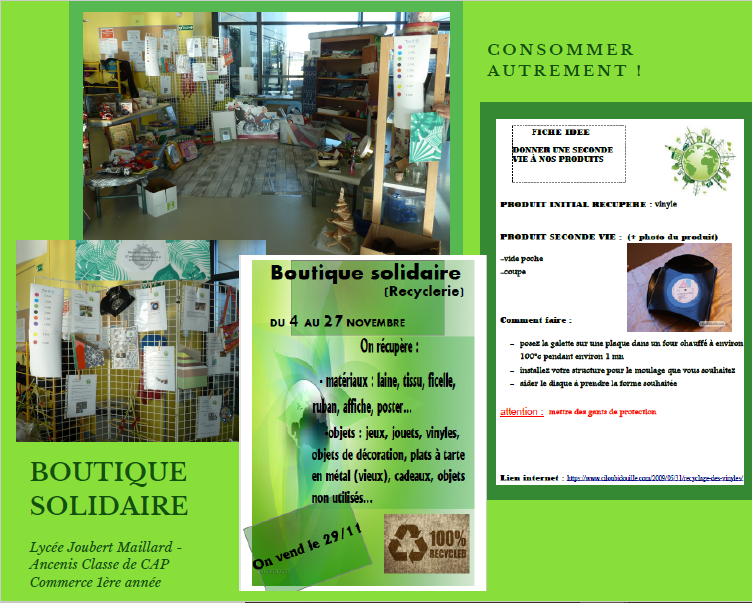 CONSOMMER
AUTREMENT !
FICHE IDEE
DONNER UNE SECONDE
VIE À NOS PRODUITS
PRODUIT INITIAL RECUPERE : vinyle
PRODUIT SECONDE VIE : (+ photo du produit)
-vide poche
-coupe
Comment faire :
- posez la galette sur une plaque dans un four chauffé à environ
100°c pendant environ 1 mn
- installez votre structure pour le moulage que vous souhaitez
- aider le disque à prendre la forme souhaitée
attention : mettre des gants de protection
Lien internet : https://www.cloubidouille.com/2009/05/31/recyclage-des-vinyles/
Boutique solidaire
(Recyclerie)
DU 4 AU 27 NOVEMBRE
On récupère :
- matériaux : laine, tissu, ficelle,
ruban, affiche, poster...
-objets : jeux, jouets, vinyles,
objets de décoration, plats à tarte
en métal (vieux), cadeaux, objets
non utilisés...
On vend le 29/11
100%
RECYCLED
BOUTIQUE
SOLIDAIRE
Lycée Joubert Maillard -
Ancenis Classe de CAP
Commerce 1ère année